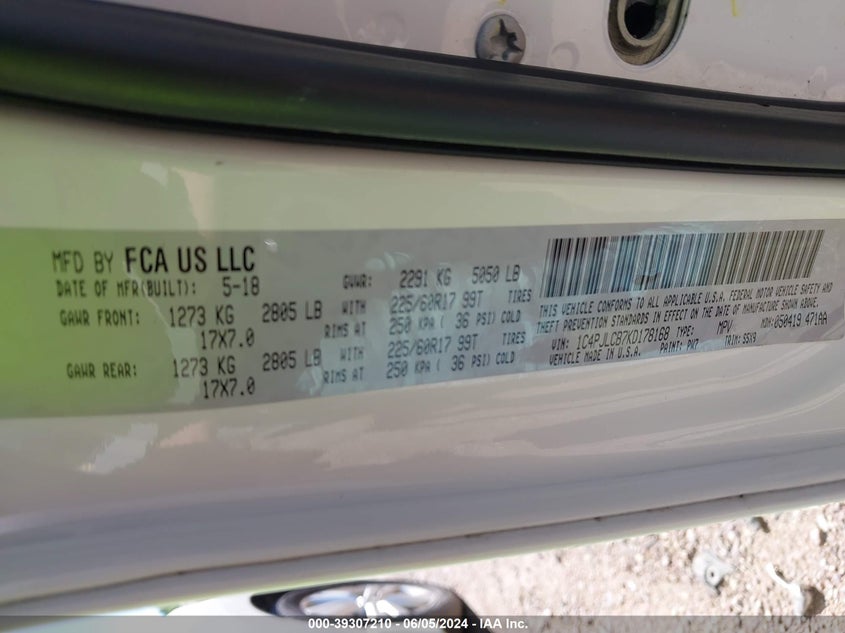 MFD BY FCA US LLC
DATE OF MFR(BUILT): 5-18 GVWR: 2291 KG 5050 LB
GAWR FRONT: 1273 KG 2805 LB WITH 225/60R17 99T TIRES
17X7.0 RIMS AT 250 KPA ( 36 PSI) COLD
GAWR REAR: 1273 KG 2805 LB WITH 225/60R17 99T TIRES
17X7.0 RIMS AT 250 KPA ( 36 PSI) COLD
THIS VEHICLE CONFORMS TO ALL APPLICABLE U.S.A. FEDERAL MOTOR VEHICLE SAFETY AND
THEFT PREVENTION STANDARDS IN EFFECT ON THE DATE OF MANUFACTURE SHOWN ABOVE.
VIN: 1C4PJLCB7KD178168 TYPE: MPV MDH: 050419 471AA
VEHICLE MADE IN U.S.A. PAINT: PW7 TRIM: S5X9
000-39307210 - 06/05/2024 - IAA Inc.